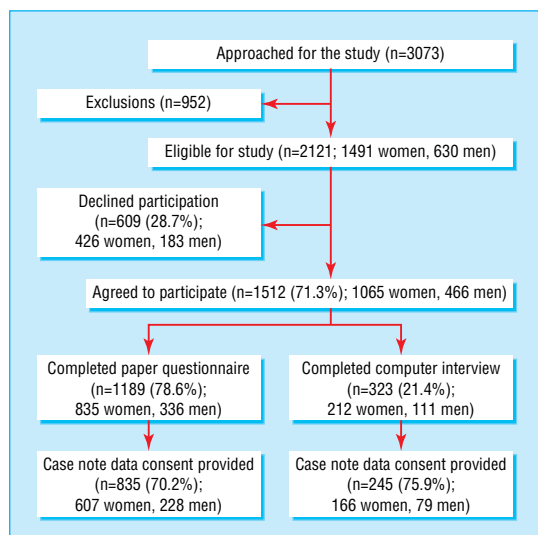 Approached for the study (n=3073)
Exclusions (n=952)
Eligible for study (n=2121; 1491 women, 630 men)
Declined participation
(n=609 (28.7%);
426 women, 183 men)
Agreed to participate (n=1512 (71.3%); 1065 women, 466 men)
Completed paper questionnaire
(n=1189 (78.6%);
835 women, 336 men)
Completed computer interview
(n=323 (21.4%);
212 women, 111 men)
Case note data consent provided
(n=835 (70.2%);
607 women, 228 men)
Case note data consent provided
(n=245 (75.9%);
166 women, 79 men)